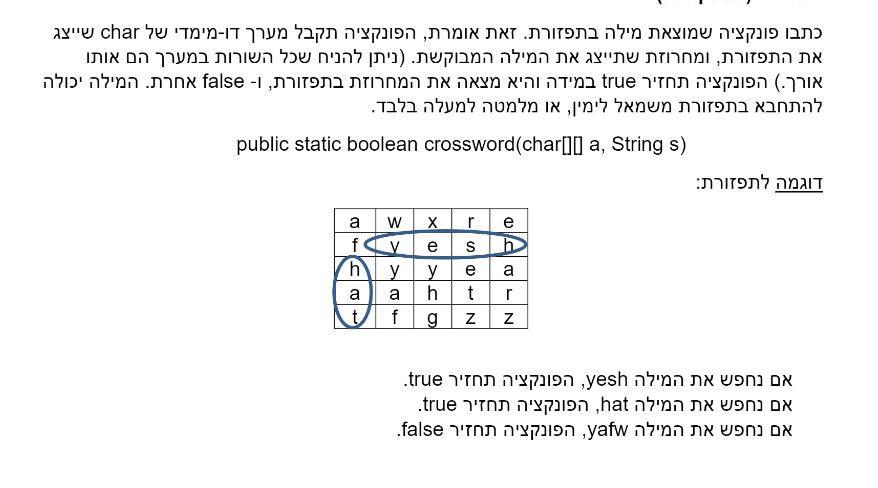 כתבו פונקציה שמוצאת מילה בתפזורת. זאת אומרת, הפונקציה תקבל מערך דו-מימדי של char שייצג
את התפזורת, ומחרוזת שתייצג את המילה המבוקשת. (ניתן להניח שכל השורות במערך הם אותו
אורך.) הפונקציה תחזיר true במידה והיא מצאה את המחרוזת בתפזורת, ו- false אחרת. המילה יכולה
להתחבא בתפזורת משמאל לימין, או מלמטה למעלה בלבד.
public static boolean crossword(char[][] a, String s)
דוגמה לתפזורת:
a w x r e
f y e s h
h y y e a
a a h t r
t f g z z
אם נחפש את המילה yesh, הפונקציה תחזיר true.
אם נחפש את המילה hat, הפונקציה תחזיר true.
אם נחפש את המילה yafw, הפונקציה תחזיר false.